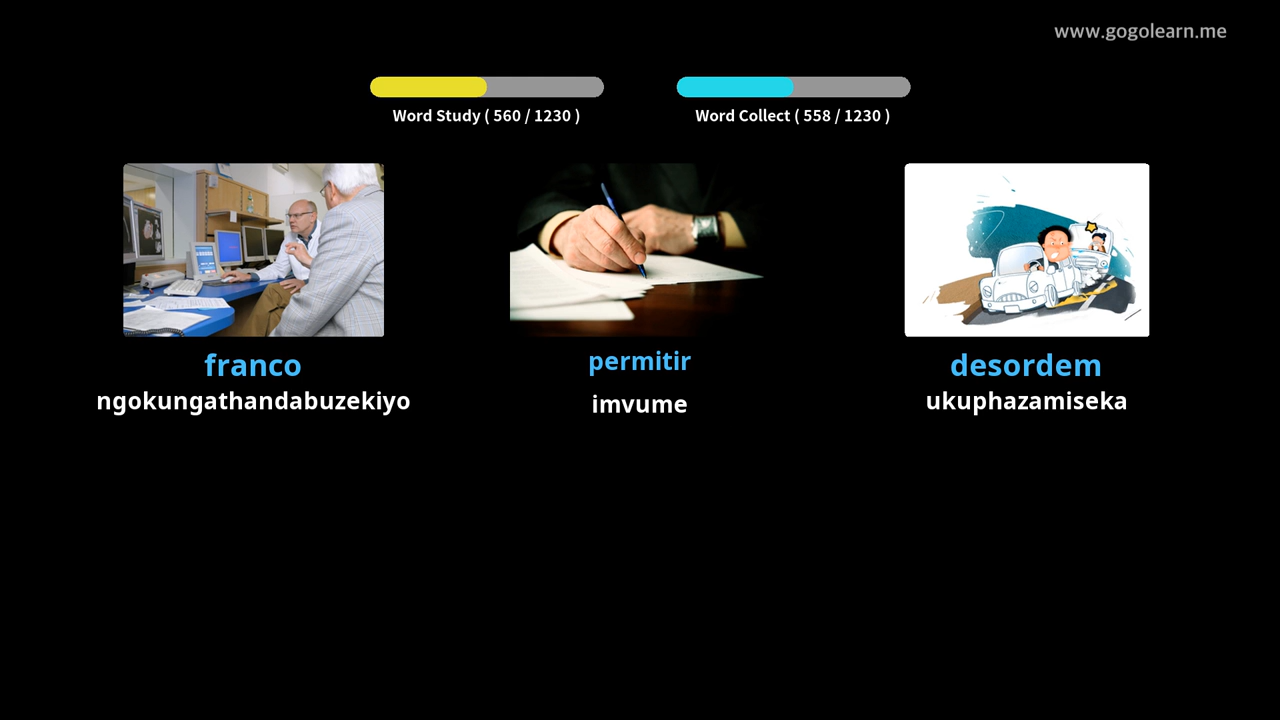 www.gogolearn.me
Word Study ( 560 / 1230 )
Word Collect ( 558 / 1230 )
franco
ngokungathandabuzekiyo
permitir
imvume
desordem
ukuphazamiseka